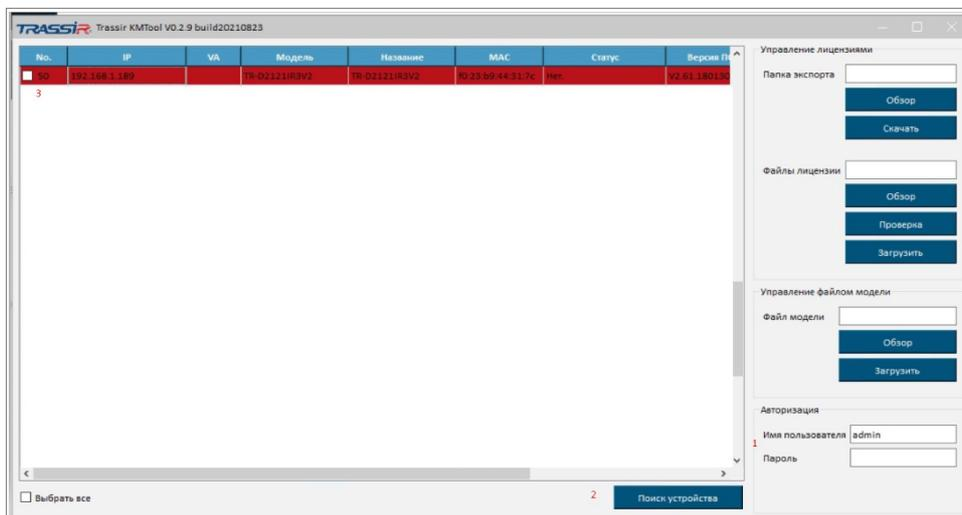 TRASSIR Trassir KMTool V0.2.9 build20210823
No. IP VA Модель Название MAC Статус Версия ПО
50 192.168.1.189 TR-D2121IR3V2 TR-D2121IR3V2 f0:23:b9:44:31:7c Нет. V2.61.180130
3
Выбрать все
2 Поиск устройства
Управление лицензиями
Папка экспорта
Обзор
Скачать
Файлы лицензии
Обзор
Проверка
Загрузить
Управление файлом модели
Файл модели
Обзор
Загрузить
Авторизация
1 Имя пользователя admin
Пароль